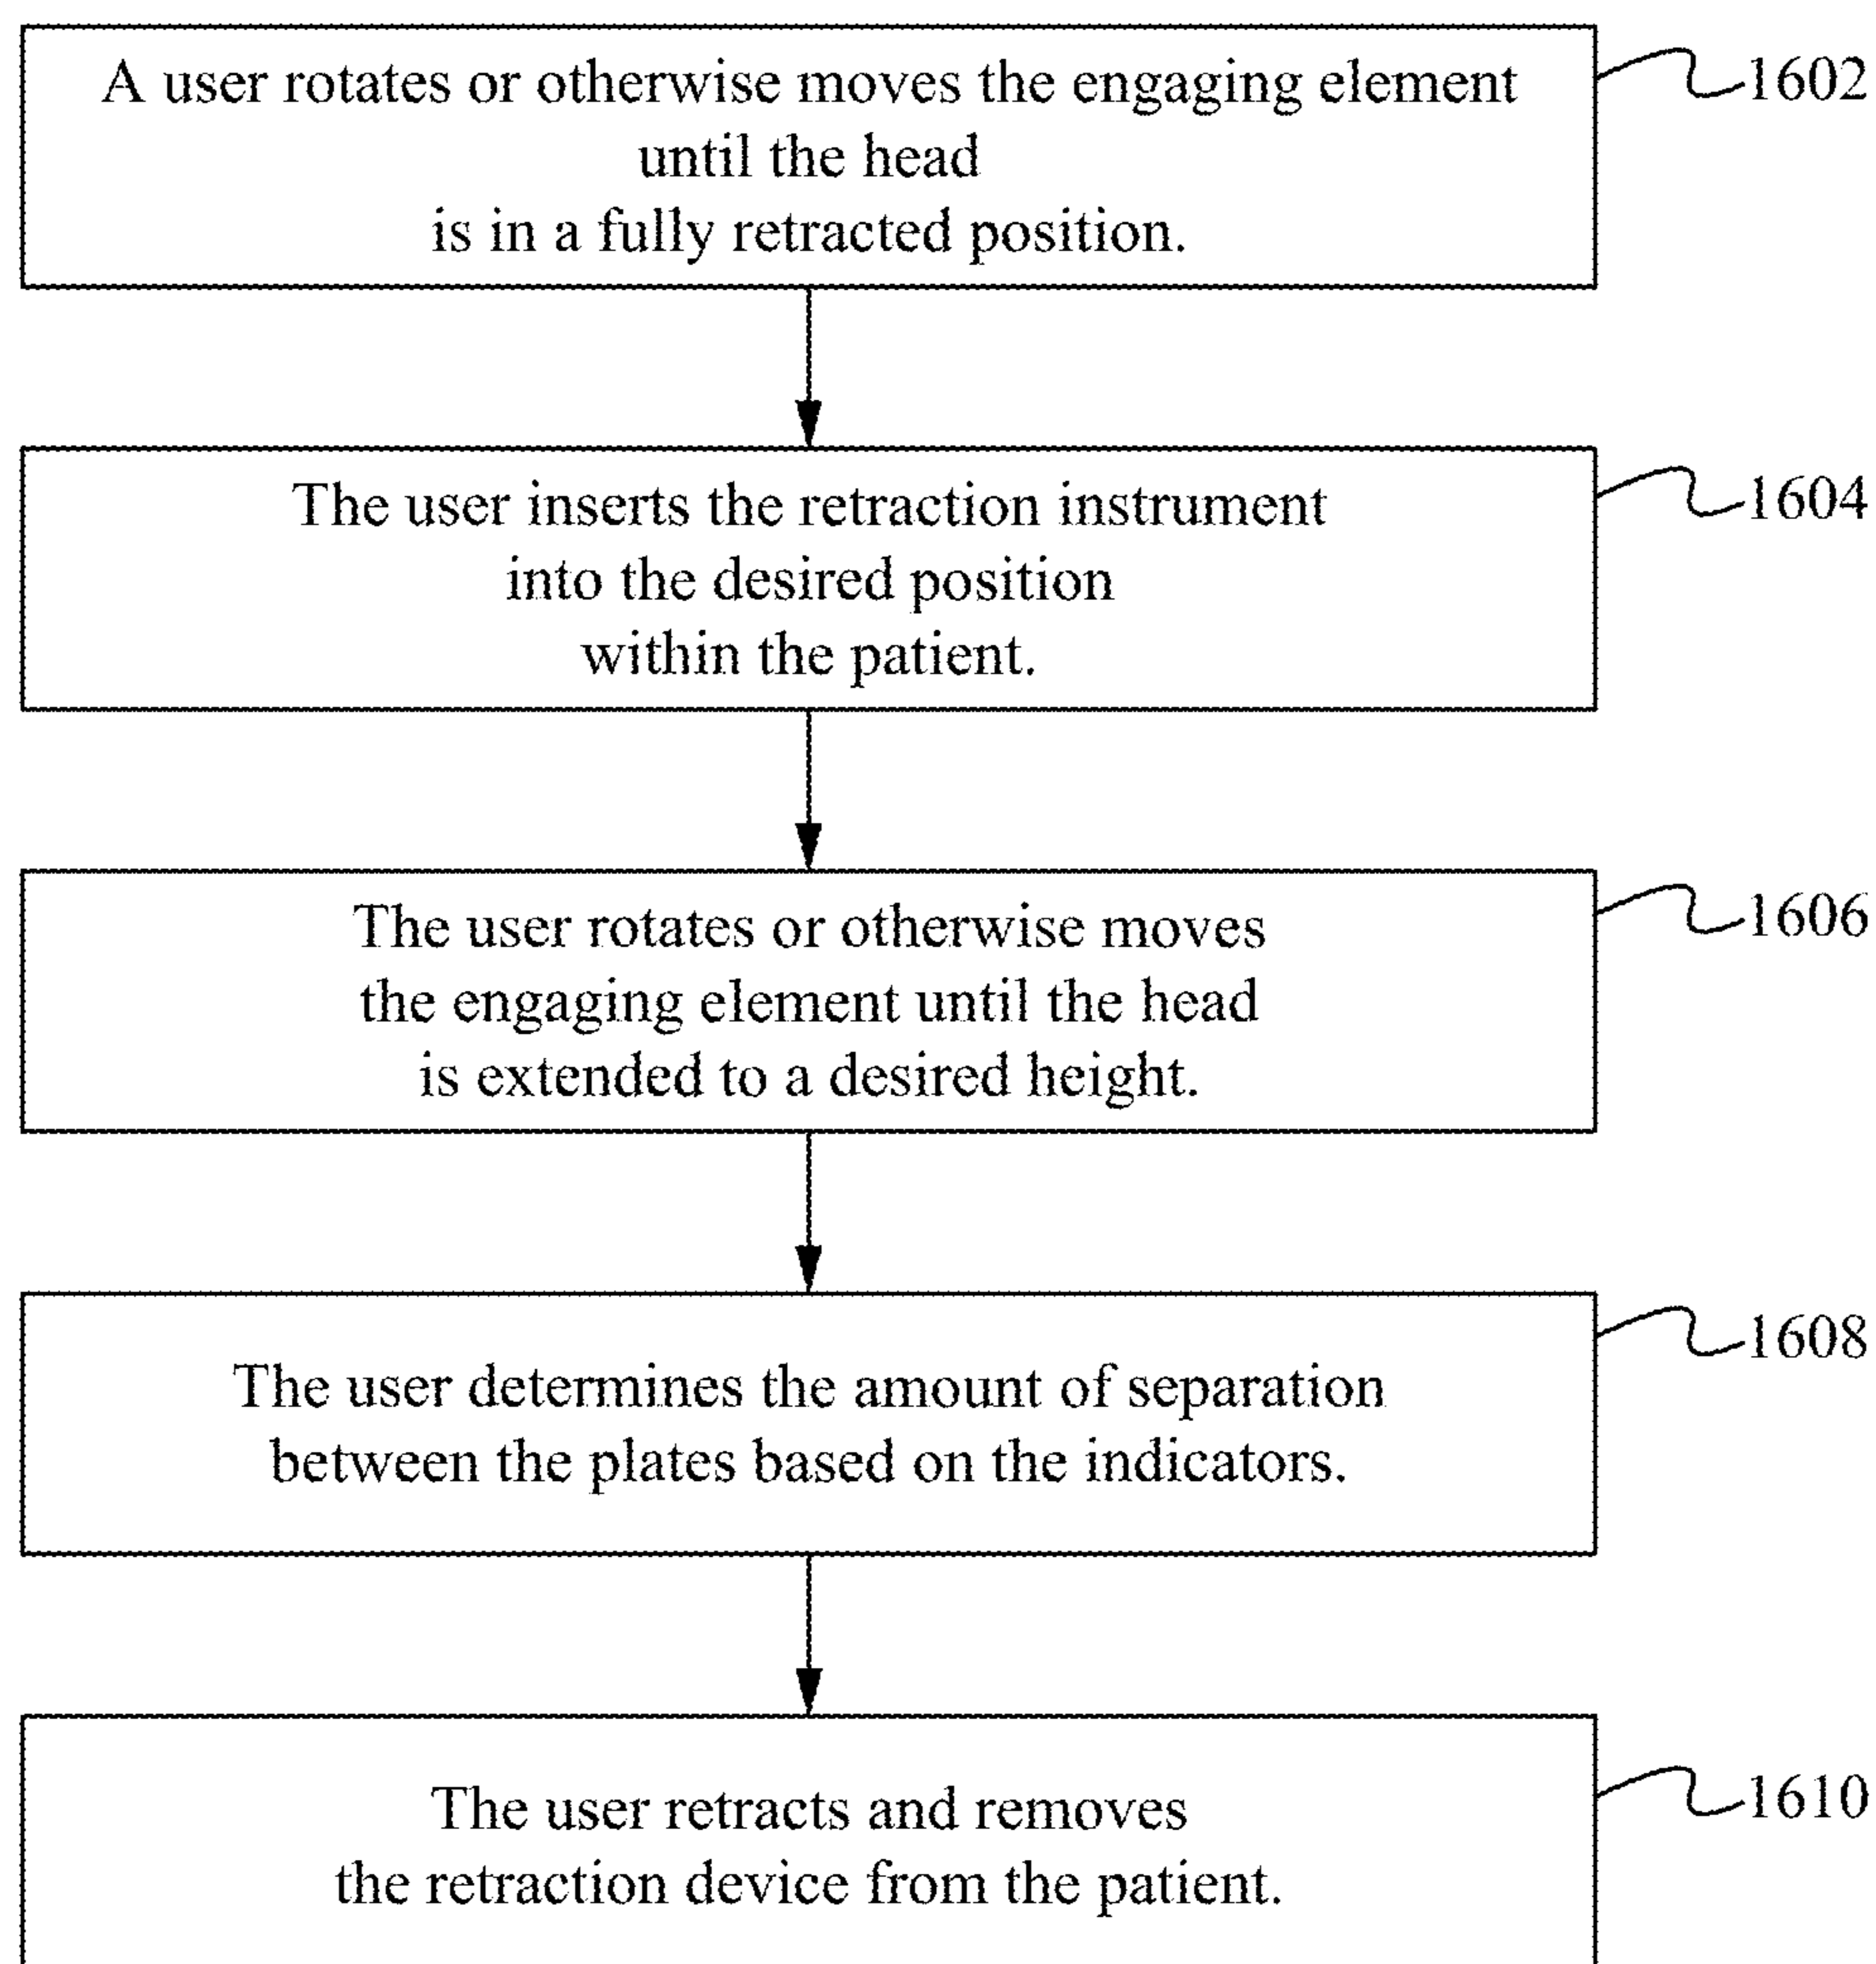 A user rotates or otherwise moves the engaging element
until the head
is in a fully retracted position.
1602
The user inserts the retraction instrument
into the desired position
within the patient.
1604
The user rotates or otherwise moves
the engaging element until the head
is extended to a desired height.
1606
The user determines the amount of separation
between the plates based on the indicators.
1608
The user retracts and removes
the retraction device from the patient.
1610